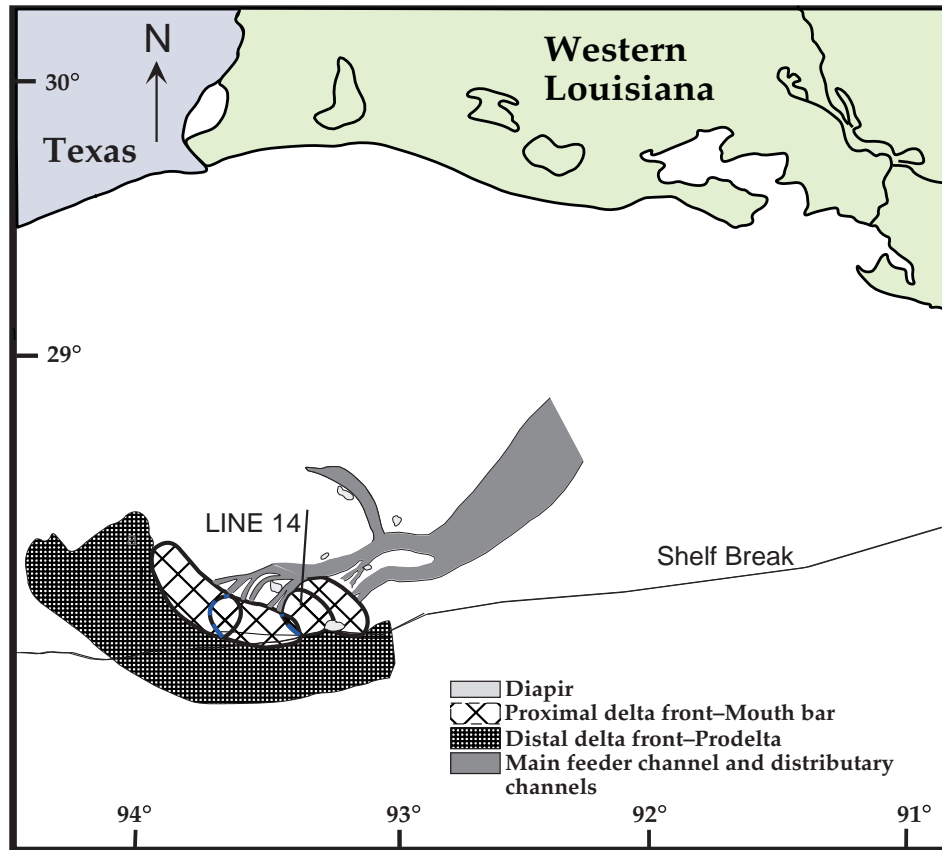 N
Western
Louisiana
30°
Texas
29°
LINE 14
Shelf Break
Diapir
Proximal delta front–Mouth bar
Distal delta front–Prodelta
Main feeder channel and distributary
channels
94°
93°
92°
91°